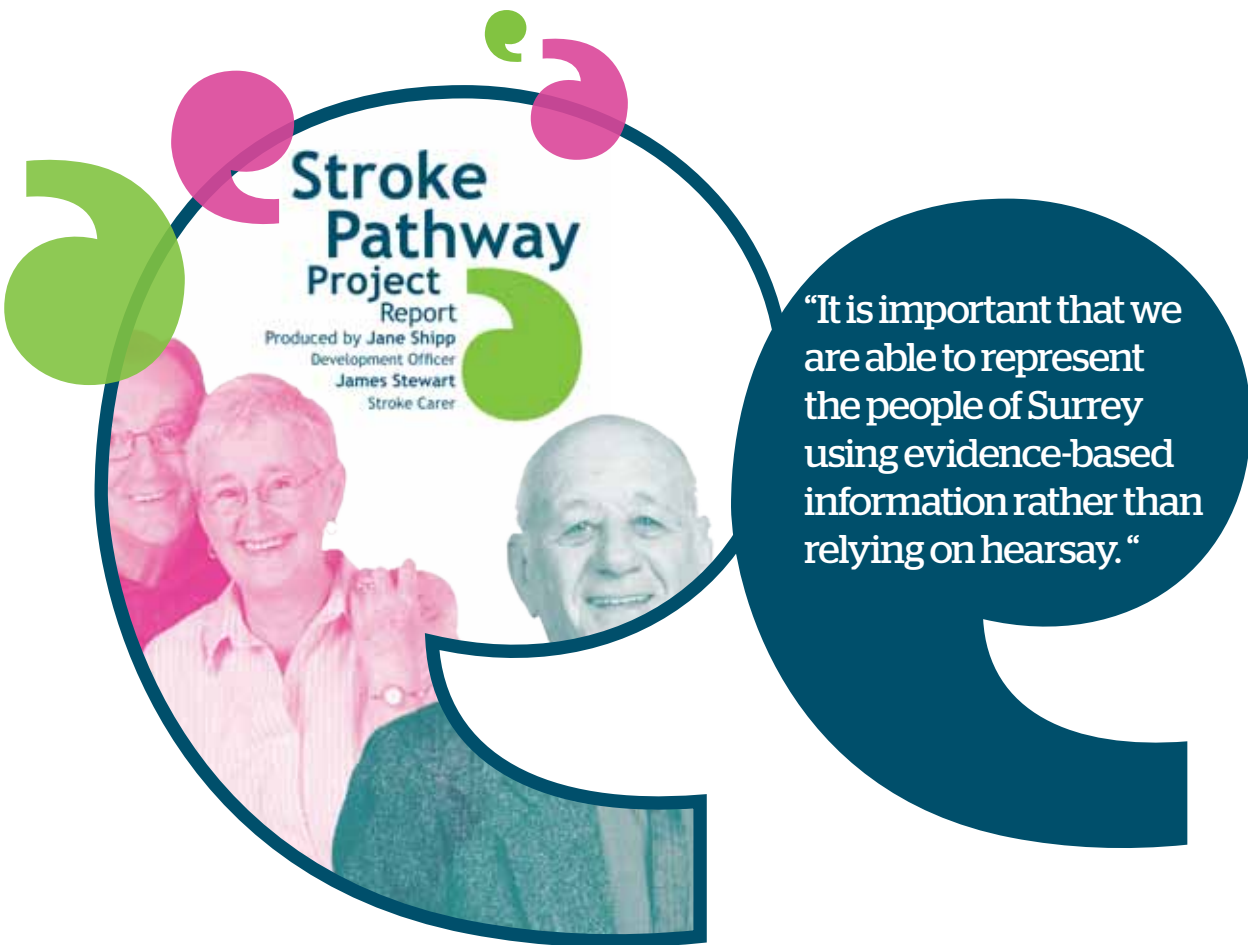 Stroke
Pathway
Project
Report
Produced by Jane Shipp
Development Officer
James Stewart
Stroke Carer
“It is important that we
are able to represent
the people of Surrey
using evidence-based
information rather than
relying on hearsay. “